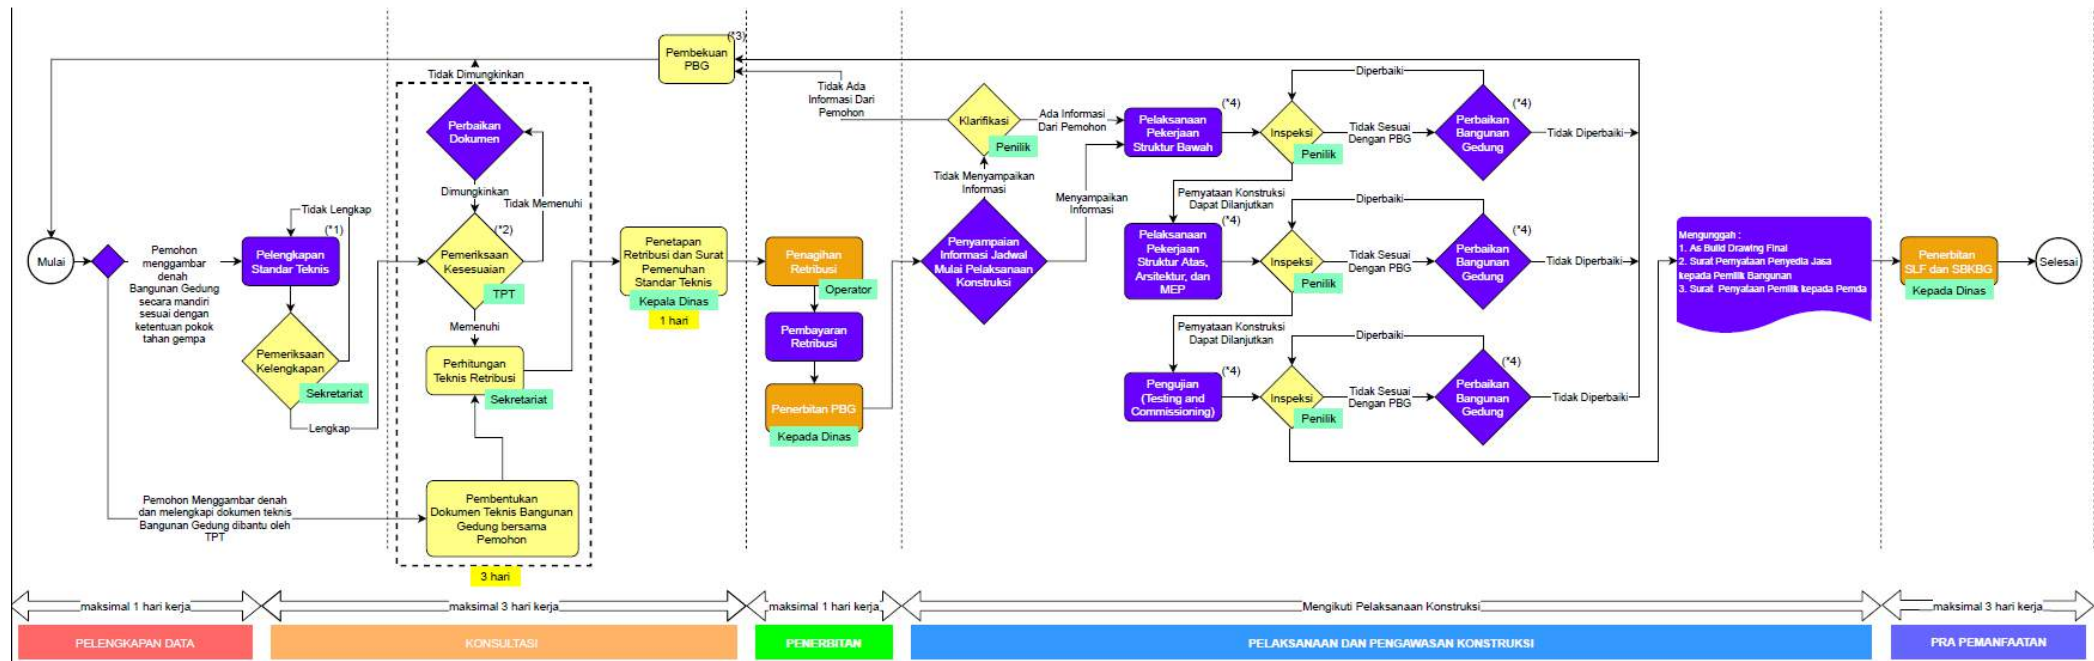 Mulai
Pemohon
menggambar
denah
Bangunan Gedung
secara mandiri
sesuai dengan
ketentuan pokok
tahan gempa
Tidak Lengkap
(*1)
Pelengkapan
Standar Teknis
Pemeriksaan
Kelengkapan
Sekretariat
Lengkap
Pemohon Menggambar denah
dan melengkapi dokumen teknis
Bangunan Gedung dibantu oleh
TPT
Tidak Dimungkinkan
Perbaikan
Dokumen
Dimungkinkan
Tidak Memenuhi
(*2)
Pemeriksaan
Kesesuaian
TPT
Memenuhi
Perhitungan
Teknis Retribusi
Sekretariat
Pembentukan
Dokumen Teknis Bangunan
Gedung bersama
Pemohon
3 hari
(*3)
Pembekuan
PBG
Penetapan
Retribusi dan Surat
Pemenuhan
Standar Teknis
Kepala Dinas
1 hari
Penagihan
Retribusi
Operator
Pembayaran
Retribusi
Penerbitan PBG
Kepada Dinas
Tidak Ada
Informasi Dari
Pemohon
Klarifikasi
Penilik
Ada Informasi
Dari Pemohon
Tidak Menyampaikan
Informasi
Menyampaikan
Informasi
Penyampaian
Informasi Jadwal
Mulai Pelaksanaan
Konstruksi
(*4)
Pelaksanaan
Pekerjaan
Struktur Bawah
Diperbaiki
Inspeksi
Penilik
Tidak Sesuai
Dengan PBG
(*4)
Perbaikan
Bangunan
Gedung
Tidak Diperbaiki
Pernyataan Konstruksi
Dapat Dilanjutkan
(*4)
Pelaksanaan
Pekerjaan
Struktur Atas,
Arsitektur, dan
MEP
Diperbaiki
Inspeksi
Penilik
Tidak Sesuai
Dengan PBG
(*4)
Perbaikan
Bangunan
Gedung
Tidak Diperbaiki
Pernyataan Konstruksi
Dapat Dilanjutkan
(*4)
Pengujian
(Testing and
Commissioning)
Diperbaiki
Inspeksi
Penilik
Tidak Sesuai
Dengan PBG
(*4)
Perbaikan
Bangunan
Gedung
Tidak Diperbaiki
Mengunggah :
1. As Build Drawing Final
2. Surat Pernyataan Penyedia Jasa
kepada Pemilik Bangunan
3. Surat Penyataan Pemilik kepada Pemda
Penerbitan
SLF dan SBKBG
Kepada Dinas
Selesai
maksimal 1 hari kerja
maksimal 3 hari kerja
maksimal 1 hari kerja
Mengikuti Pelaksanaan Konstruksi
maksimal 3 hari kerja
PELENGKAPAN DATA
KONSULTASI
PENERBITAN
PELAKSANAAN DAN PENGAWASAN KONSTRUKSI
PRA PEMANFAATAN